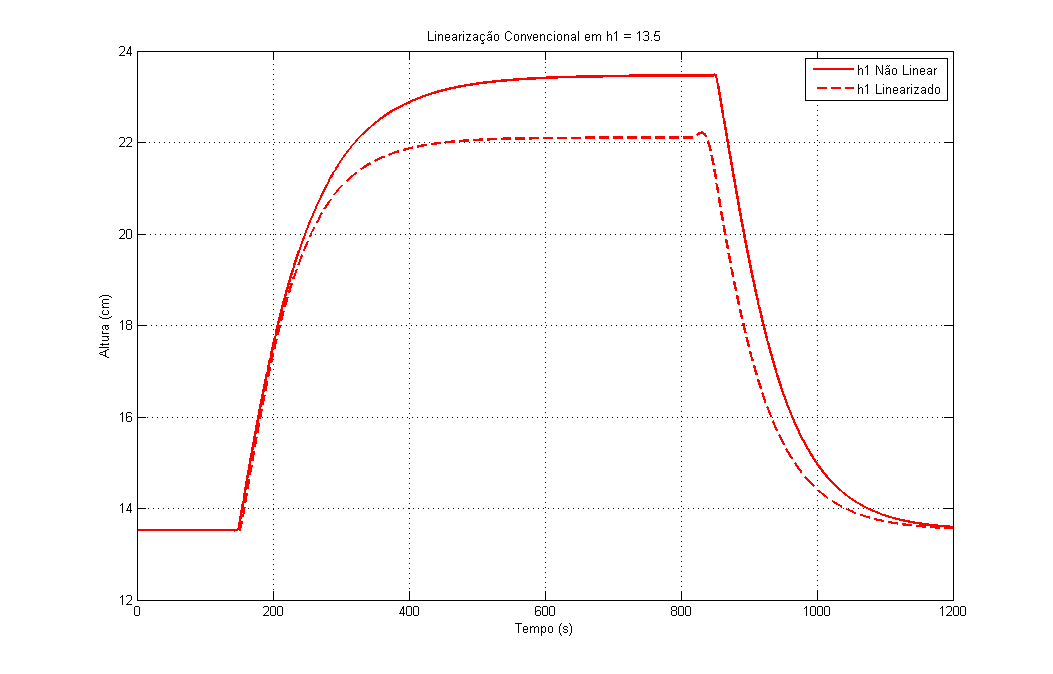 Linearização Convencional em h1 = 13.5
h1 Não Linear
h1 Linearizado
Altura (cm)
24
22
20
18
16
14
12
0 200 400 600 800 1000 1200
Tempo (s)